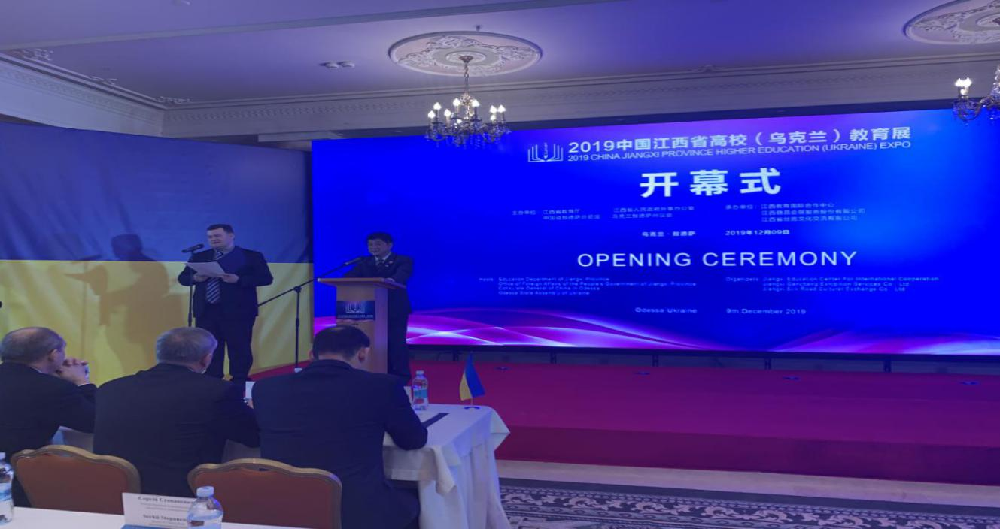 2019中国江西省高校（乌克兰）教育展
2019 CHINA JIANGXI PROVINCE HIGHER EDUCATION (UKRAINE) EXPO
开幕式
主办单位：江西省教育厅 江西省人民政府外事办公室
中国驻敖德萨总领馆 乌克兰敖德萨州议会
承办单位：江西教育国际合作中心
江西赣昌会展服务股份有限公司
江西省丝路文化交流有限公司
乌克兰·敖德萨 2019年12月09日
OPENING CEREMONY
Hosts: Education Department of Jiangxi Province
Office of Foreign Affairs of the People's Government of Jiangxi Province
Consulate General of China in Odessa
Odessa State Assembly of Ukraine
Organizers: Jiangxi Education Center For International Cooperation
Jiangxi Ganchang Exhibition Services Co., Ltd
Jiangxi Silk Road Cultural Exchange Co., Ltd
Odessa·Ukraine 9th.December 2019
Сергій
Serhii